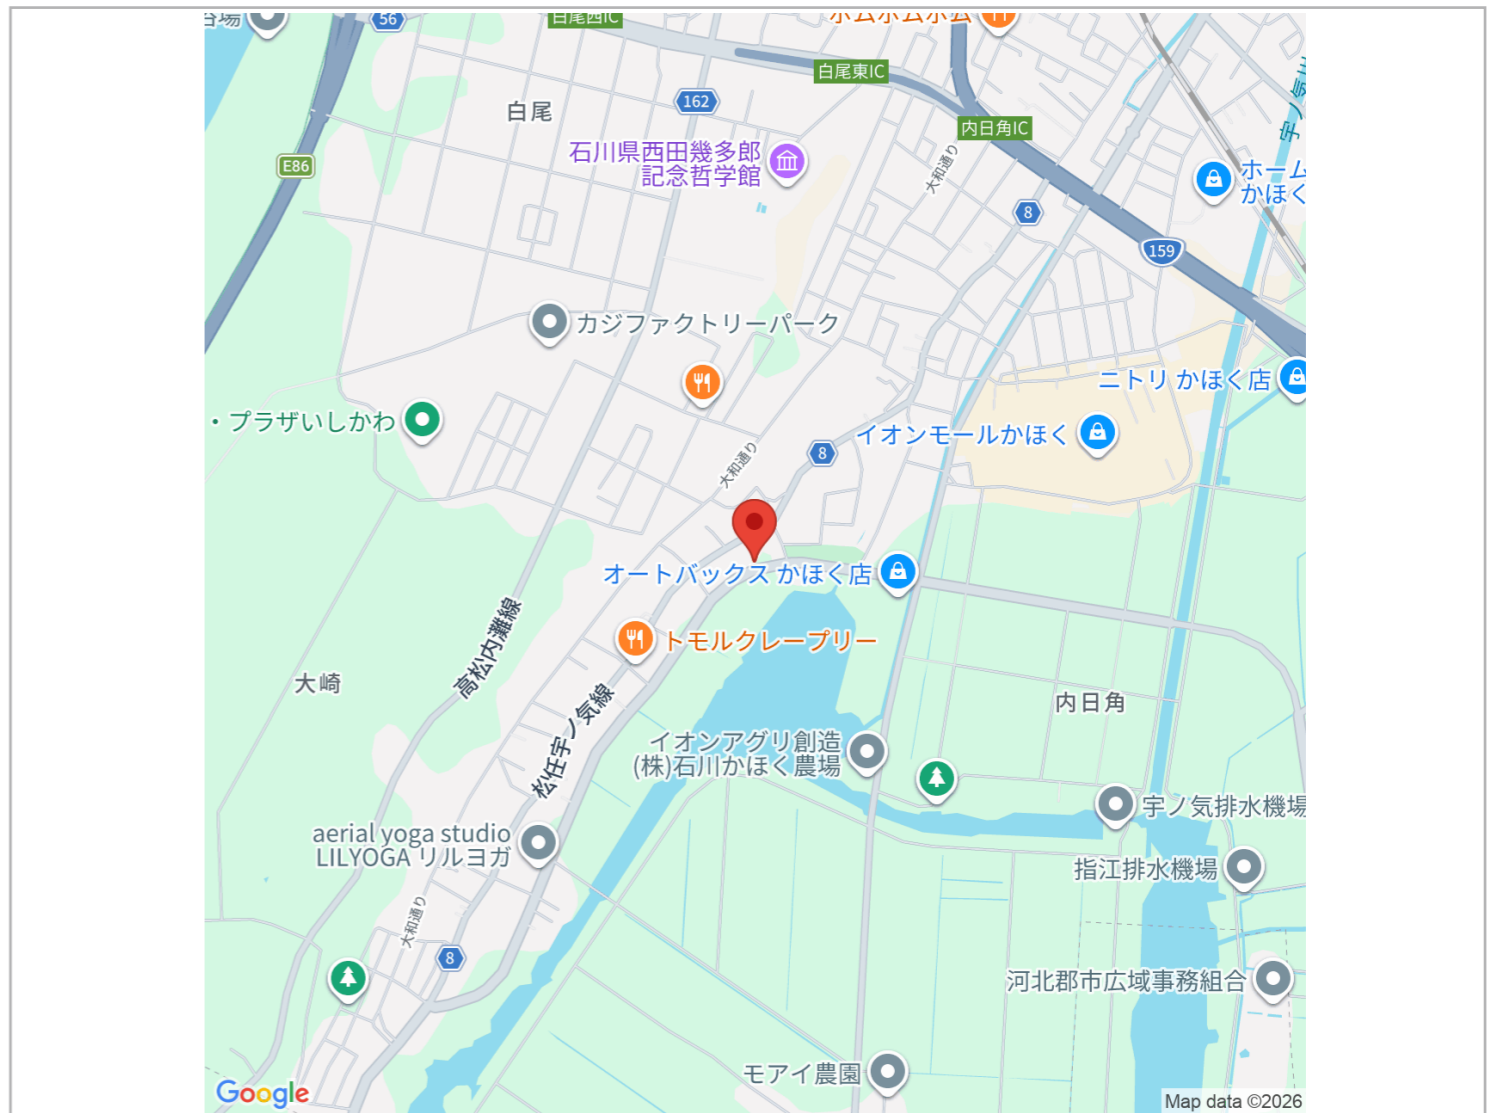 56
白尾西IC
白尾東IC
162
白尾
内日角IC
E86
石川県西田幾多郎
記念哲学館
大和通り
8
ホーム
かほく
159
カジファクトリーパーク
ニトリ かほく店
・プラザいしかわ
イオンモールかほく
8
大和通り
オートバックス かほく店
トモルクレープリー
高松内灘線
大崎
松任宇ノ気線
内日角
イオンアグリ創造
(株)石川かほく農場
宇ノ気排水機場
aerial yoga studio
LILYOGA リルヨガ
指江排水機場
大和通り
8
河北郡市広域事務組合
モアイ農園
Google
Map data ©2026